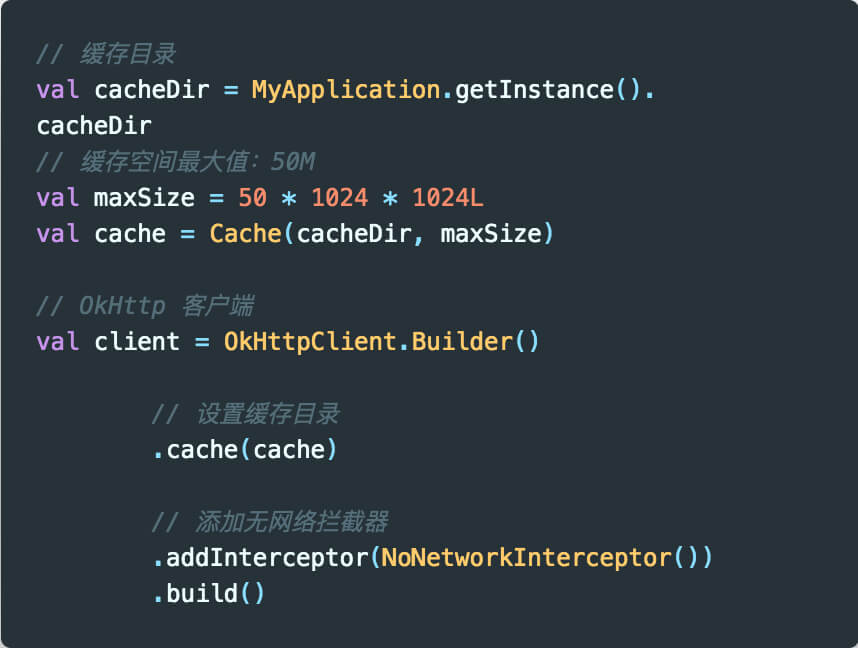 // 缓存目录
val cacheDir = MyApplication.getInstance().
cacheDir
// 缓存空间最大值：50M
val maxSize = 50 * 1024 * 1024L
val cache = Cache(cacheDir, maxSize)
// OkHttp 客户端
val client = OkHttpClient.Builder()
// 设置缓存目录
.cache(cache)
// 添加无网络拦截器
.addInterceptor(NoNetworkInterceptor())
.build()